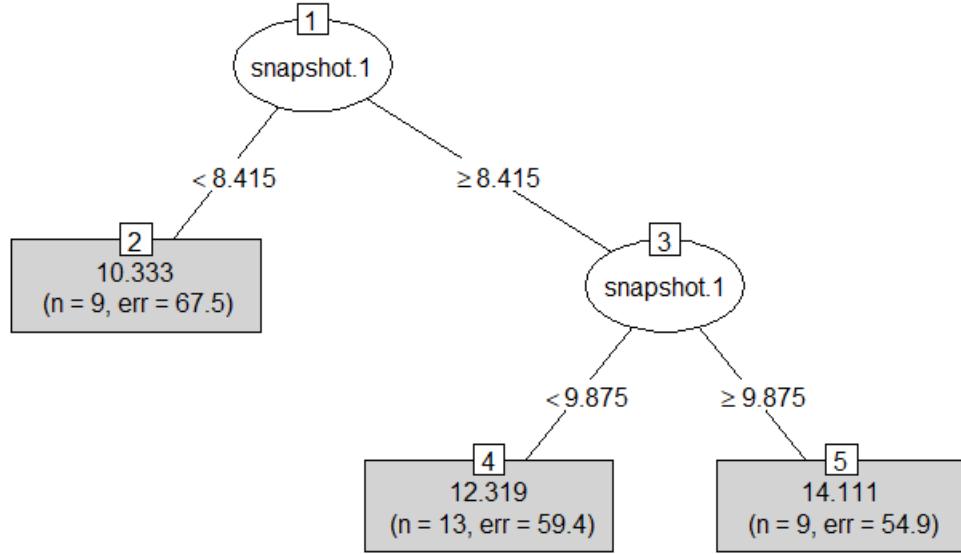 1
snapshot.1
< 8.415
≥ 8.415
2
10.333
(n = 9, err = 67.5)
3
snapshot.1
< 9.875
≥ 9.875
4
12.319
(n = 13, err = 59.4)
5
14.111
(n = 9, err = 54.9)